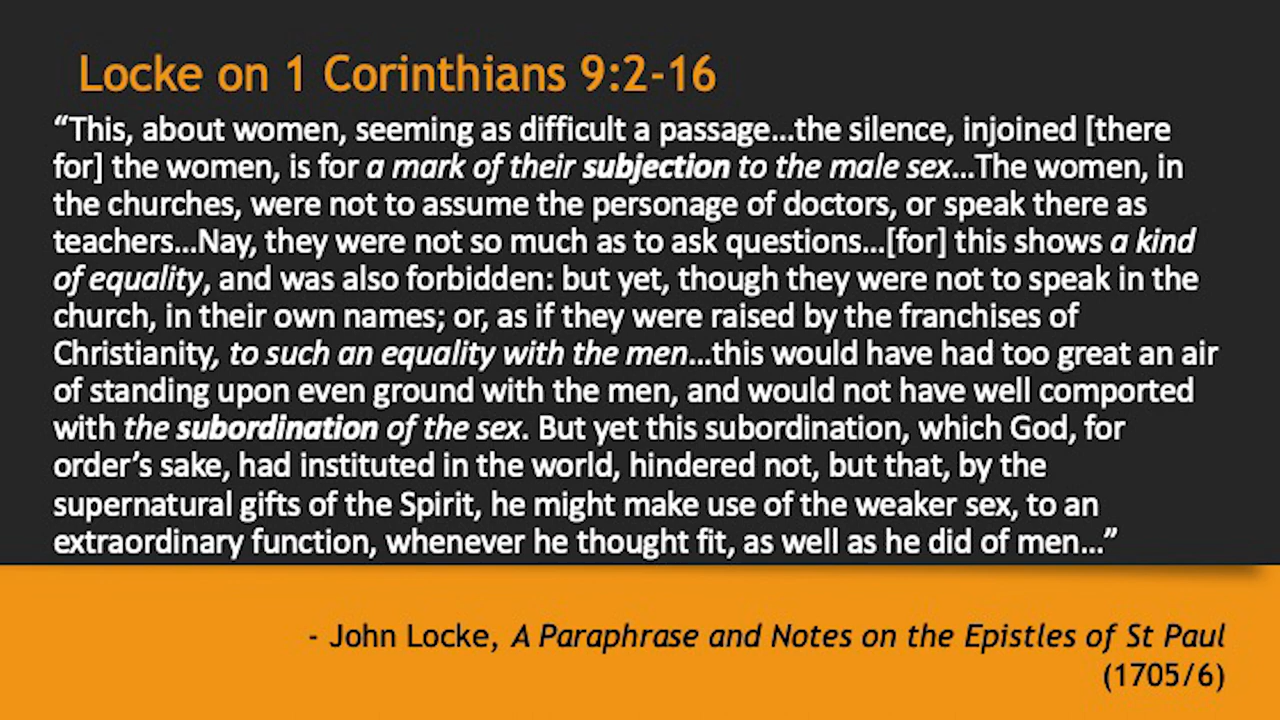 Locke on 1 Corinthians 9:2-16
“This, about women, seeming as difficult a passage…the silence, injoined [there
for] the women, is for a mark of their subjection to the male sex…The women, in
the churches, were not to assume the personage of doctors, or speak there as
teachers…Nay, they were not so much as to ask questions…[for] this shows a kind
of equality, and was also forbidden: but yet, though they were not to speak in the
church, in their own names; or, as if they were raised by the franchises of
Christianity, to such an equality with the men…this would have had too great an air
of standing upon even ground with the men, and would not have well comported
with the subordination of the sex. But yet this subordination, which God, for
order’s sake, had instituted in the world, hindered not, but that, by the
supernatural gifts of the Spirit, he might make use of the weaker sex, to an
extraordinary function, whenever he thought fit, as well as he did of men…”
- John Locke, A Paraphrase and Notes on the Epistles of St Paul
(1705/6)